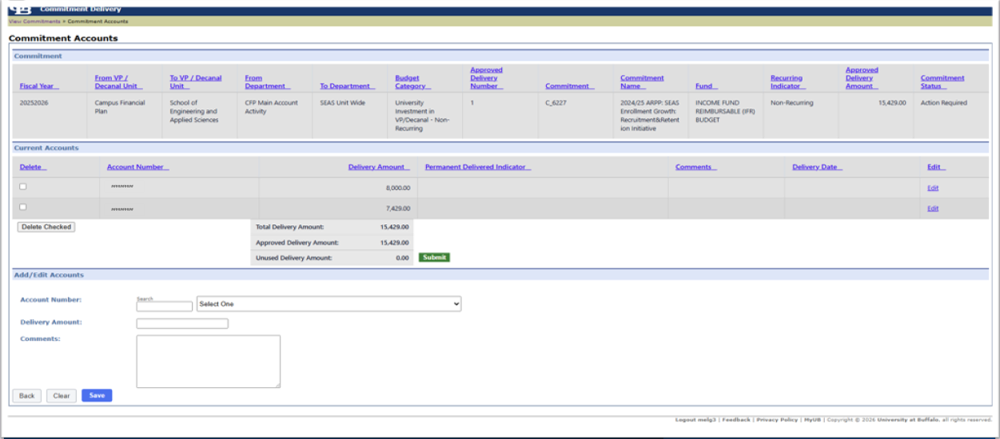 UB Commitment Delivery
View Commitments > Commitment Accounts
Commitment Accounts
Commitment
Fiscal Year
From VP / Decanal Unit
To VP / Decanal Unit
From Department
To Department
Budget Category
Approved Delivery Number
Commitment
Commitment Name
Fund
Recurring Indicator
Approved Delivery Amount
Commitment Status
20252026
Campus Financial Plan
School of Engineering and Applied Sciences
CFP Main Account Activity
SEAS Unit Wide
University Investment in VP/Decanal - Non-Recurring
1
C_6227
2024/25 ARPP: SEAS Enrollment Growth: Recruitment&Retention Initiative
INCOME FUND REIMBURSABLE (IFR) BUDGET
Non-Recurring
15,429.00
Action Required
Current Accounts
Delete Account Number Delivery Amount Permanent Delivered Indicator Comments Delivery Date Edit
8,000.00 Edit
7,429.00 Edit
Delete Checked Total Delivery Amount: 15,429.00
Approved Delivery Amount: 15,429.00
Unused Delivery Amount: 0.00 Submit
Add/Edit Accounts
Search
Account Number: Select One
Delivery Amount:
Comments:
Back Clear Save
Logout melg3 | Feedback | Privacy Policy | MyUB | Copyright © 2026 University at Buffalo, all rights reserved.